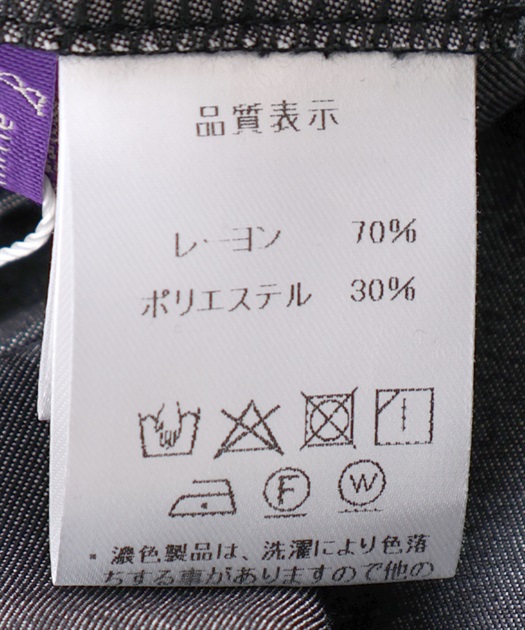 品質表示
レーヨン 70%
ポリエステル 30%
F W
・濃色製品は、洗濯により色落
ちする事がありますので他の